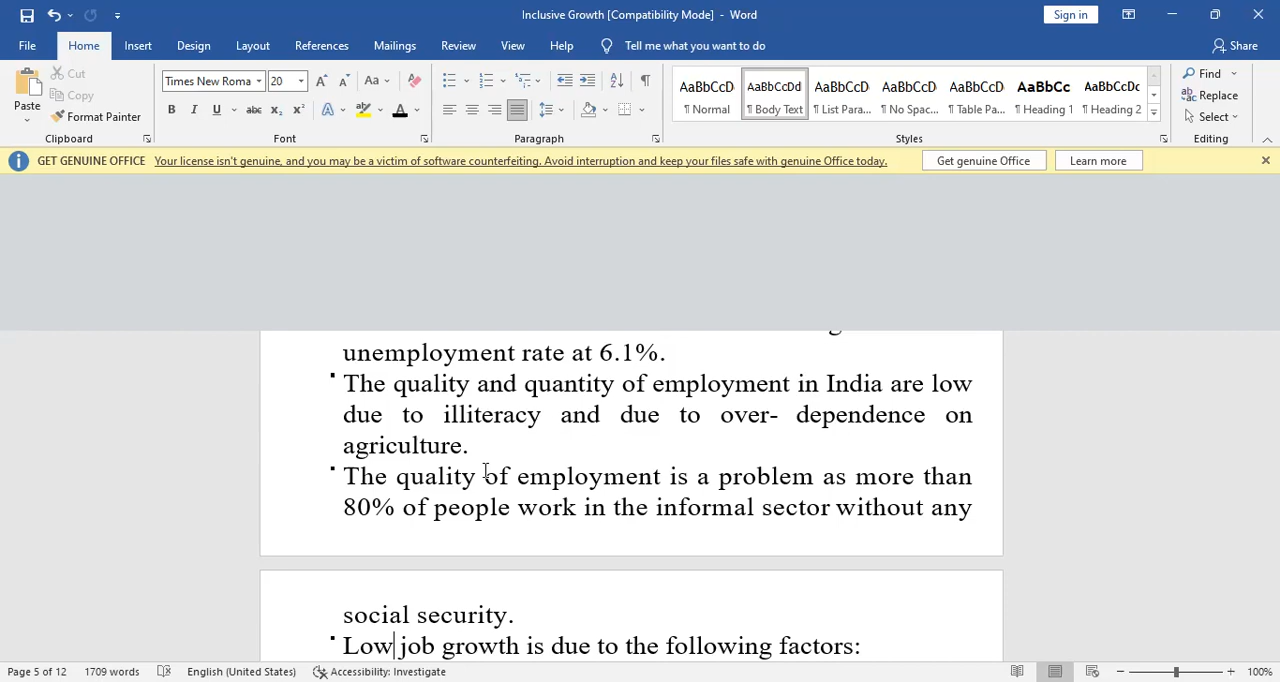 Inclusive Growth [Compatibility Mode] - Word
Sign in
File Home Insert Design Layout References Mailings Review View Help Tell me what you want to do Share
Paste Cut Copy Format Painter
Times New Roma 20 Aa
B I U abc x₂ x² A A
AaBbCcD AaBbCcDd AaBbCcD AaBbCcD AaBbCcD AaBbCc AaBbCcDc
¶ Normal ¶ Body Text ¶ List Para... ¶ No Spac... ¶ Table Pa... ¶ Heading 1 ¶ Heading 2
Find
Replace
Select
Clipboard Font Paragraph Styles Editing
GET GENUINE OFFICE Your license isn't genuine, and you may be a victim of software counterfeiting. Avoid interruption and keep your files safe with genuine Office today. Get genuine Office Learn more
unemployment rate at 6.1%.
▪ The quality and quantity of employment in India are low
due to illiteracy and due to over- dependence on
agriculture.
▪ The quality of employment is a problem as more than
80% of people work in the informal sector without any
social security.
▪ Low job growth is due to the following factors:
Page 5 of 12 1709 words English (United States) Accessibility: Investigate 100%